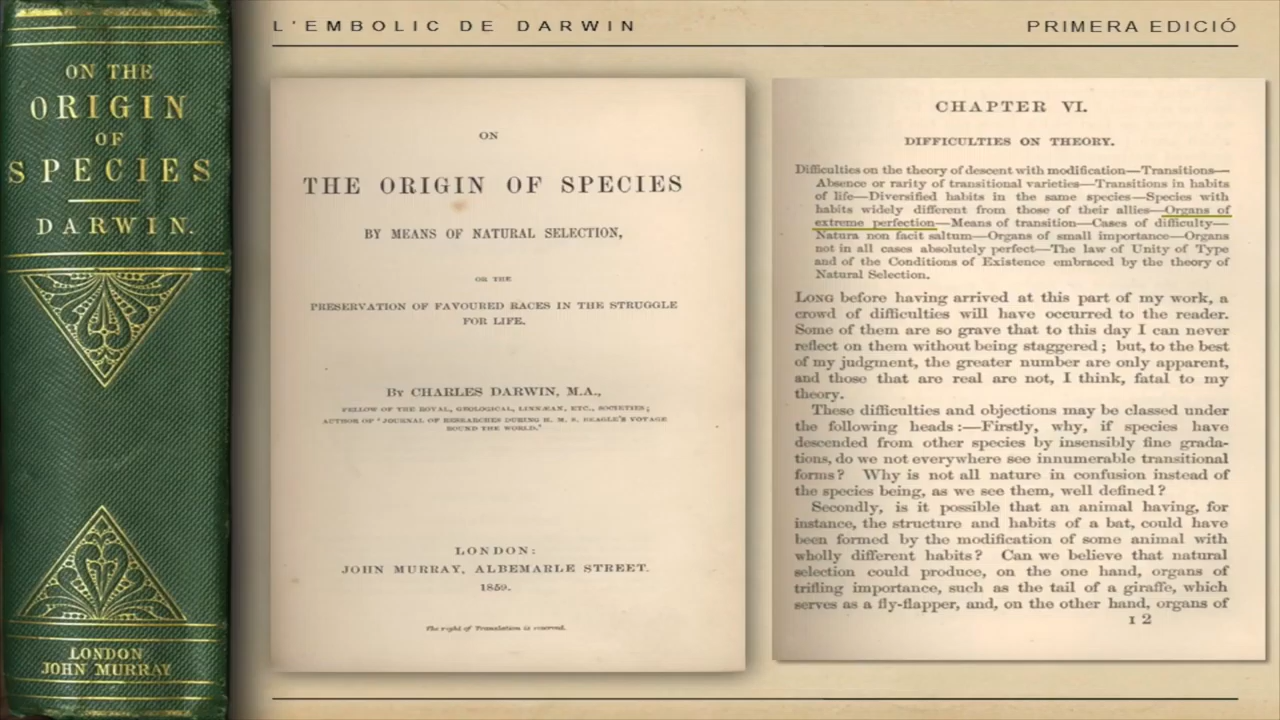 ON THE
ORIGIN
OF
SPECIES
DARWIN.
LONDON
JOHN MURRAY
L'EMBOLIC DE DARWIN
PRIMERA EDICIÓ
ON
THE ORIGIN OF SPECIES
BY MEANS OF NATURAL SELECTION,
OR THE
PRESERVATION OF FAVOURED RACES IN THE STRUGGLE
FOR LIFE.
BY CHARLES DARWIN, M.A.,
FELLOW OF THE ROYAL, GEOLOGICAL, LINNÆAN, ETC., SOCIETIES;
AUTHOR OF 'JOURNAL OF RESEARCHES DURING H. M. S. BEAGLE'S VOYAGE
ROUND THE WORLD.'
LONDON:
JOHN MURRAY, ALBEMARLE STREET.
1859.
The right of Translation is reserved.
CHAPTER VI.
DIFFICULTIES ON THEORY.
Difficulties on the theory of descent with modification—Transitions—
Absence or rarity of transitional varieties—Transitions in habits
of life—Diversified habits in the same species—Species with
habits widely different from those of their allies—Organs of
extreme perfection—Means of transition—Cases of difficulty—
Natura non facit saltum—Organs of small importance—Organs
not in all cases absolutely perfect—The law of Unity of Type
and of the Conditions of Existence embraced by the theory of
Natural Selection.
LONG before having arrived at this part of my work, a
crowd of difficulties will have occurred to the reader.
Some of them are so grave that to this day I can never
reflect on them without being staggered; but, to the best
of my judgment, the greater number are only apparent,
and those that are real are not, I think, fatal to my
theory.
These difficulties and objections may be classed under
the following heads:—Firstly, why, if species have
descended from other species by insensibly fine grada-
tions, do we not everywhere see innumerable transitional
forms? Why is not all nature in confusion instead of
the species being, as we see them, well defined?
Secondly, is it possible that an animal having, for
instance, the structure and habits of a bat, could have
been formed by the modification of some animal with
wholly different habits? Can we believe that natural
selection could produce, on the one hand, organs of
trifling importance, such as the tail of a giraffe, which
serves as a fly-flapper, and, on the other hand, organs of
I 2